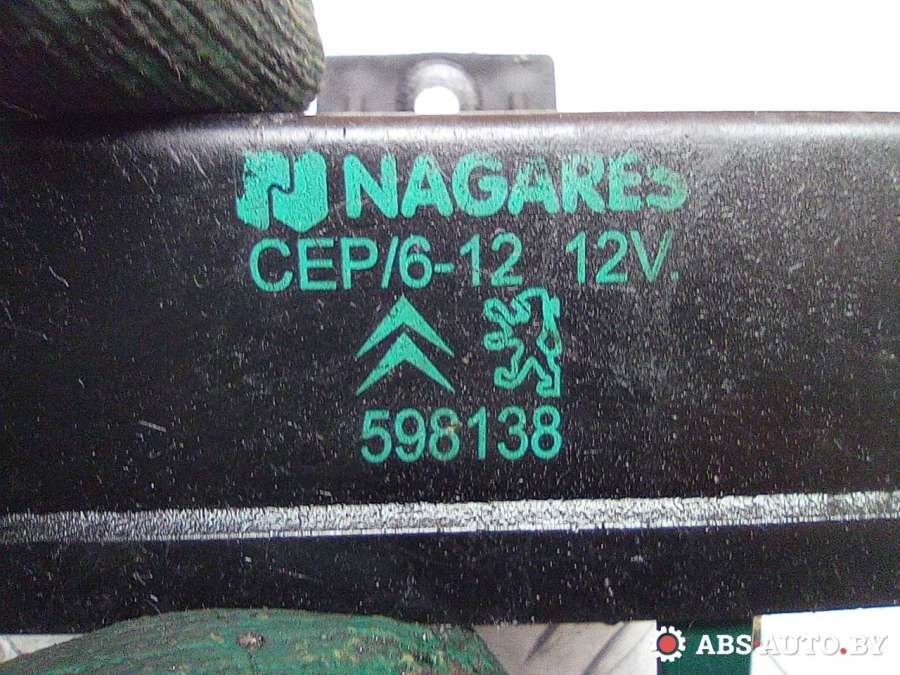 NAGARES
CEP/6-12 12V.
598138
ABS-AUTO.BY